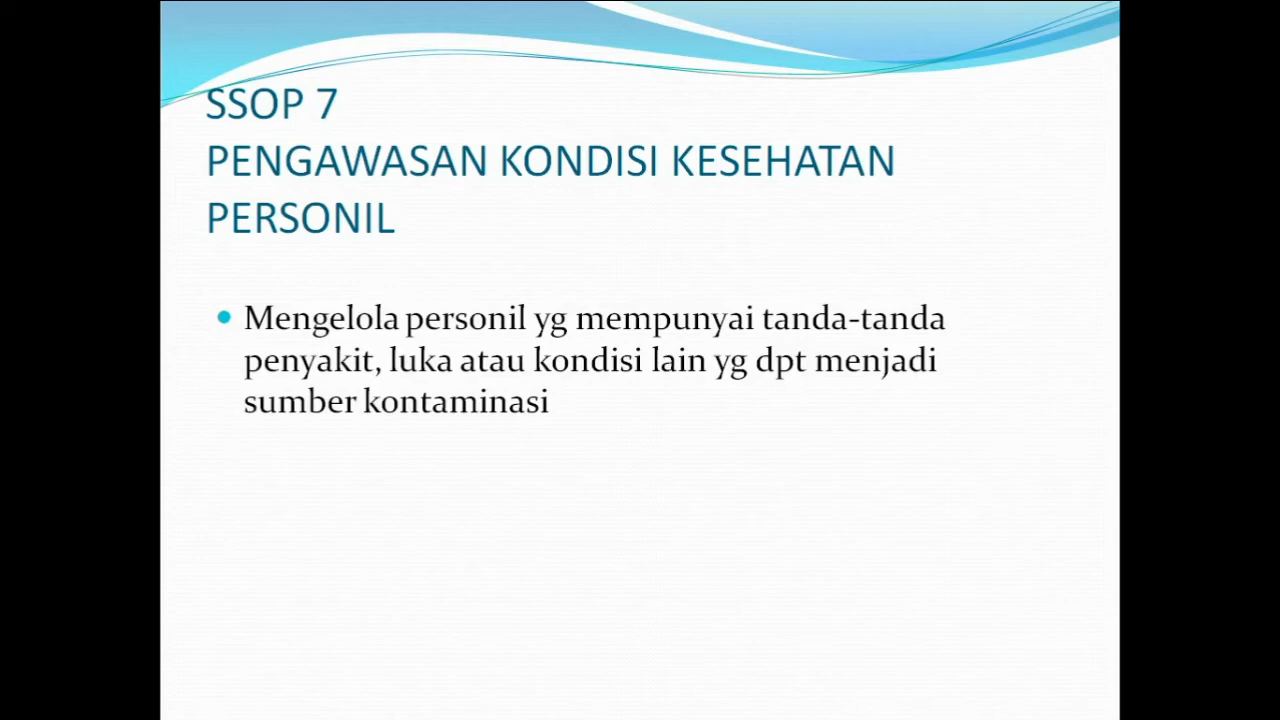 SSOP 7
PENGAWASAN KONDISI KESEHATAN
PERSONIL
• Mengelola personil yg mempunyai tanda-tanda
penyakit, luka atau kondisi lain yg dpt menjadi
sumber kontaminasi